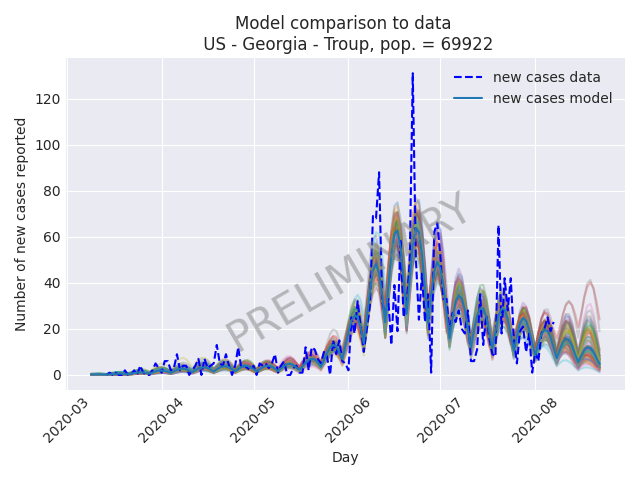 Model comparison to data
US - Georgia - Troup, pop. = 69922
new cases data
new cases model
Number of new cases reported
120
100
80
60
40
20
0
PRELIMINARY
2020-03
2020-04
2020-05
2020-06
2020-07
2020-08
Day